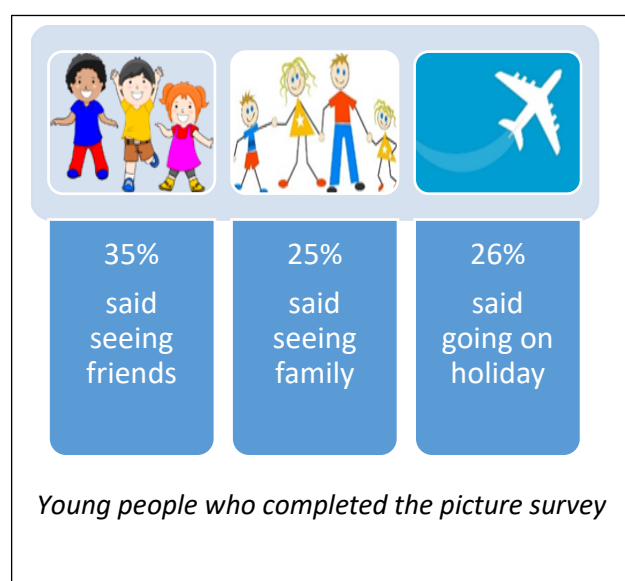 35%
said
seeing
friends
25%
said
seeing
family
26%
said
going on
holiday
Young people who completed the picture survey